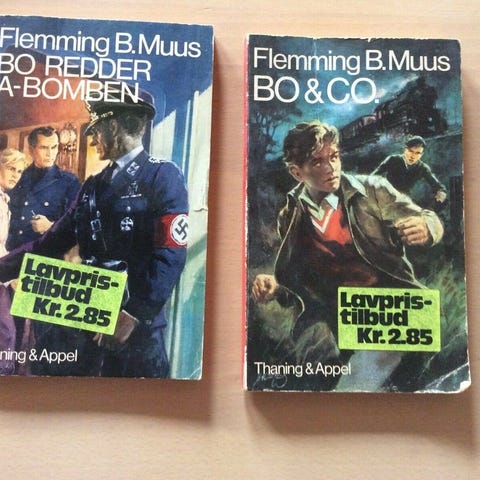 Flemming B. Muus
BO REDDER
A-BOMBEN
Lavpris-
tilbud
Kr. 2.85
ning & Appel
Flemming B. Muus
BO & CO.
Lavpris-
tilbud
Kr. 2.85
Thaning & Appel